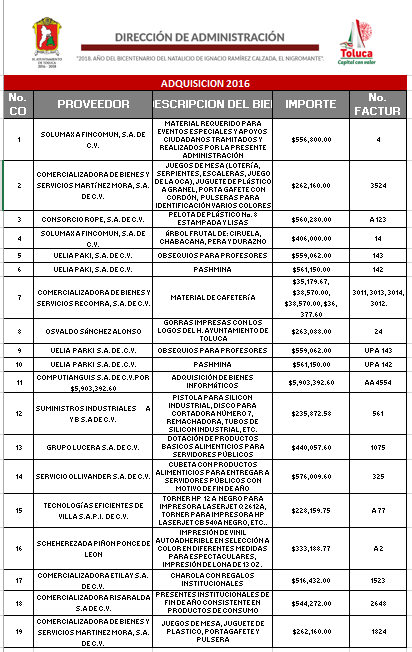 DIRECCIÓN DE ADMINISTRACIÓN
"2018. AÑO DEL BICENTENARIO DEL NATALICIO DE IGNACIO RAMÍREZ CALZADA, EL NIGROMANTE".
H. AYUNTAMIENTO
DE TOLUCA
2016 - 2018
Toluca
Capital con valor
ADQUISICION 2016
No. CO PROVEEDOR ESCRIPCION DEL BIE IMPORTE No. FACTUR
1 SOLUMAXA FINCOMUN, S.A. DE C.V. MATERIAL REQUERIDO PARA EVENTOS ESPECIALES Y APOYOS CIUDADANOS TRAMITADOS Y REALIZADOS POR LA PRESENTE ADMINISTRACIÓN $556,800.00 4
2 COMERCIALIZADORA DE BIENES Y SERVICIOS MARTÍNEZ MORA, S.A. DE C.V. JUEGOS DE MESA (LOTERÍA, SERPIENTES, ESCALERAS, JUEGO DE LA OCA), JUGUETE DE PLÁSTICO A GRANEL, PORTAGAFETE CON CORDÓN, PULSERAS PARA IDENTIFICACIÓN VARIOS COLORES $262,160.00 3524
3 CONSORCIO ROPE, S.A. DE C.V. PELOTA DE PLÁSTICO No. 8 ESTAMPADA Y LISAS $560,280.00 A 123
4 SOLUMAXA FINCOMUN, S.A. DE C.V. ÁRBOL FRUTAL DE: CIRUELA, CHABACANA, PERA Y DURAZNO $406,000.00 14
5 UELIA PAKI, S.A. DE C.V. OBSEQUIOS PARA PROFESORES $559,062.00 143
6 UELIA PAKI, S.A. DE C.V. PASHMINA $561,150.00 142
7 COMERCIALIZADORA DE BIENES Y SERVICIOS RECOMRA, S.A. DE C.V. MATERIAL DE CAFETERÍA $35,179.67, $38,570.00, $38,570.00, $36,377.60 3011, 3013, 3014, 3012.
8 OSVALDO SÁNCHEZ ALONSO GORRAS IMPRESAS CON LOS LOGOS DEL H. AYUNTAMIENTO DE TOLUCA $263,088.00 24
9 UELIA PARKI S.A. DE C.V. OBSEQUIOS PARA PROFESORES $559,062.00 UPA 143
10 UELIA PARKI S.A. DE C.V. PASHMINA $561,150.00 UPA 142
11 COMPUTIANGUIS S.A. DE C.V. POR $5,903,392.60 ADQUISICIÓN DE BIENES INFORMÁTICOS $5,903,392.60 AA 4554
12 SUMINISTROS INDUSTRIALES A Y B S.A DE C.V. PISTOLA PARA SILICON INDUSTRIAL, DISCO PARA CORTADORA NÚMERO 7, REMACHADORA, TUBOS DE SILICON INDUSTRIAL, ETC. $235,872.58 561
13 GRUPO LUCERA S.A. DE C.V. DOTACIÓN DE PRODUCTOS BASICOS ALIMENTICIOS PARA SERVIDORES PÚBLICOS $440,057.60 1075
14 SERVICIO OLLIVANDER S.A. DE C.V. CUBETA CON PRODUCTOS ALIMENTICIOS PARA ENTREGAR A SERVIDORES PÚBLICOS CON MOTIVO DE FIN DE AÑO $576,009.60 325
15 TECNOLOGÍAS EFICIENTES DE VILLA S.A.P.I. DE C.V. TORNER HP 12 A NEGRO PARA IMPRESORA LASERJET Q2612A, TORNER PARA IMPRESORA HP LASERJET CB 540A NEGRO, ETC.. $228,159.75 A 77
16 SCHEHEREZADA PIÑON PONCE DE LEON IMPRESIÓN DE VINIL AUTOADHERIBLE EN SELECCIÓN A COLOR EN DIFERENTES MEDIDAS PARA ESPECTACULARES, IMPRESIÓN DE LONA DE 13 OZ. $333,188.77 A 2
17 COMERCIALIZADORA ETILAY S.A. DE C.V. CHAROLA CON REGALOS INSTITUCIONALES $516,432.00 1523
18 COMERCIALIZADORA RISARALDA S.A DE C.V. PRESENTES INSTITUCIONALES DE FIN DE AÑO CONSISTENTE EN PRODUCTOS DE CONSUMO $544,272.00 2648
19 COMERCIALIZADORA DE BIENES Y SERVICIOS MARTINEZ MORA, S.A. DE C.V. JUEGOS DE MESA, JUGUETE DE PLASTICO, PORTAGAFETE Y PULSERA $262,160.00 1824